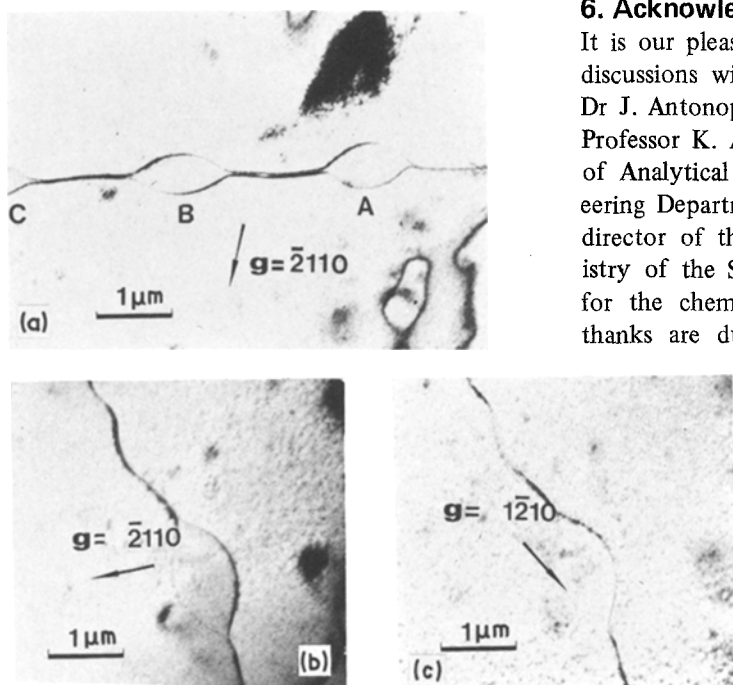 6. Acknowle
It is our pleas
discussions wi
Dr J. Antonop
Professor K. A
of Analytical
eering Departm
director of th
istry of the S
for the chem
thanks are du
C
B
A
g = 2̄110
1μm
(a)
g = 2̄110
1μm
(b)
g = 12̄10
1μm
(c)